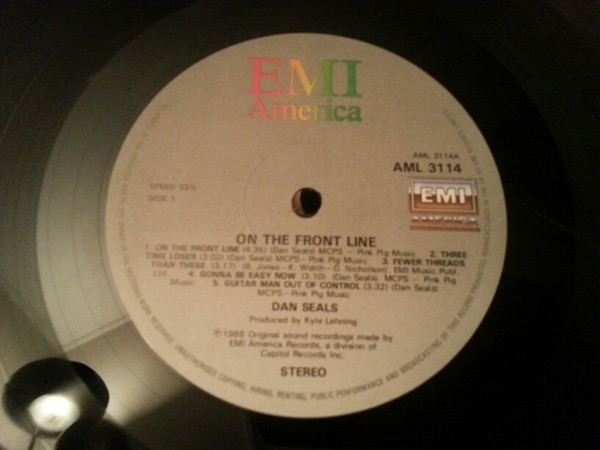 EMI
America
AML 3114A
AML 3114
SPEED 33⅓
SIDE 1
EMI
AMERICA
ON THE FRONT LINE
1. ON THE FRONT LINE (4.35) (Dan Seals) MCPS - Pink Pig Music 2. THREE
TIME LOSER (3.02) (Dan Seals) MCPS - Pink Pig Music 3. FEWER THREADS
THAN THESE (3.17) (B. Jones - K. Welch - G. Nicholson) EMI Music Publ.
Ltd. 4. GONNA BE EASY NOW (3.10) (Dan Seals) MCPS - Pink Pig
Music 5. GUITAR MAN OUT OF CONTROL (3.32) (Dan Seals)
MCPS - Pink Pig Music
DAN SEALS
Produced by Kyle Lehning
℗1986 Original sound recordings made by
EMI America Records, a division of
Capitol Records Inc.
STEREO
UNAUTHORISED COPYING, HIRING, RENTING, PUBLIC PERFORMANCE AND BROADCASTING OF THIS RECORD PROHIBITED